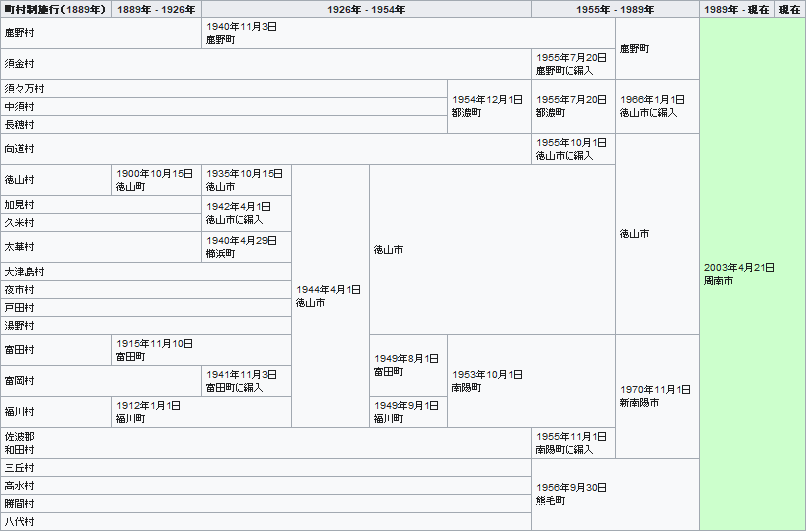 町村制施行(1889年) 1889年 - 1926年 1926年 - 1954年 1955年 - 1989年 1989年 - 現在 現在
鹿野村
1940年11月3日
鹿野町
鹿野町
須金村
1955年7月20日
鹿野町に編入
須々万村
中須村
長穂村
1954年12月1日
都濃町
1955年7月20日
都濃町
1966年1月1日
徳山市に編入
向道村
1955年10月1日
徳山市に編入
徳山村
1900年10月15日
徳山町
1935年10月15日
徳山市
加見村
久米村
1942年4月1日
徳山市に編入
太華村
1940年4月29日
櫛浜町
大津島村
夜市村
戸田村
湯野村
1944年4月1日
徳山市
徳山市
徳山市
富田村
1915年11月10日
富田町
富岡村
1941年11月3日
富田町に編入
1949年8月1日
富田町
福川村
1912年1月1日
福川町
1949年9月1日
福川町
1953年10月1日
南陽町
佐波郡
和田村
1955年11月1日
南陽町に編入
1970年11月1日
新南陽市
三丘村
高水村
勝間村
八代村
1956年9月30日
熊毛町
2003年4月21日
周南市